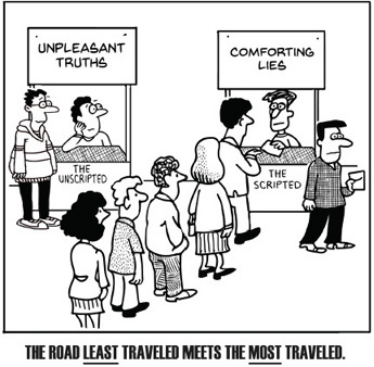 UNPLEASANT
TRUTHS
COMFORTING
LIES
THE
UNSCRIPTED
THE
SCRIPTED
THE ROAD LEAST TRAVELED MEETS THE MOST TRAVELED.